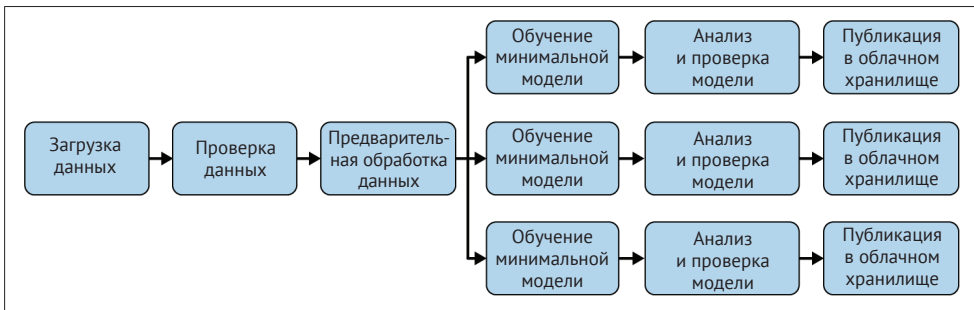 Загрузка
данных
Проверка
данных
Предваритель-
ная обработка
данных
Обучение
минимальной
модели
Анализ
и проверка
модели
Публикация
в облачном
хранилище
Обучение
минимальной
модели
Анализ
и проверка
модели
Публикация
в облачном
хранилище
Обучение
минимальной
модели
Анализ
и проверка
модели
Публикация
в облачном
хранилище